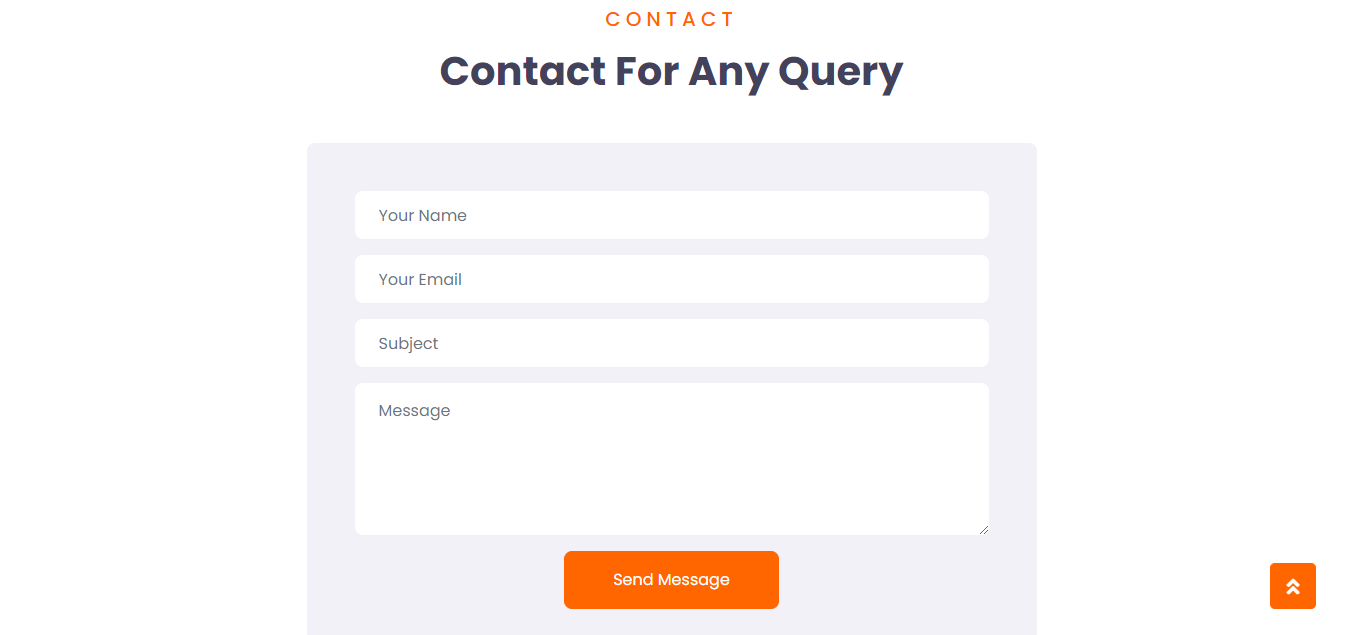 CONTACT
Contact For Any Query
Your Name
Your Email
Subject
Message
Send Message